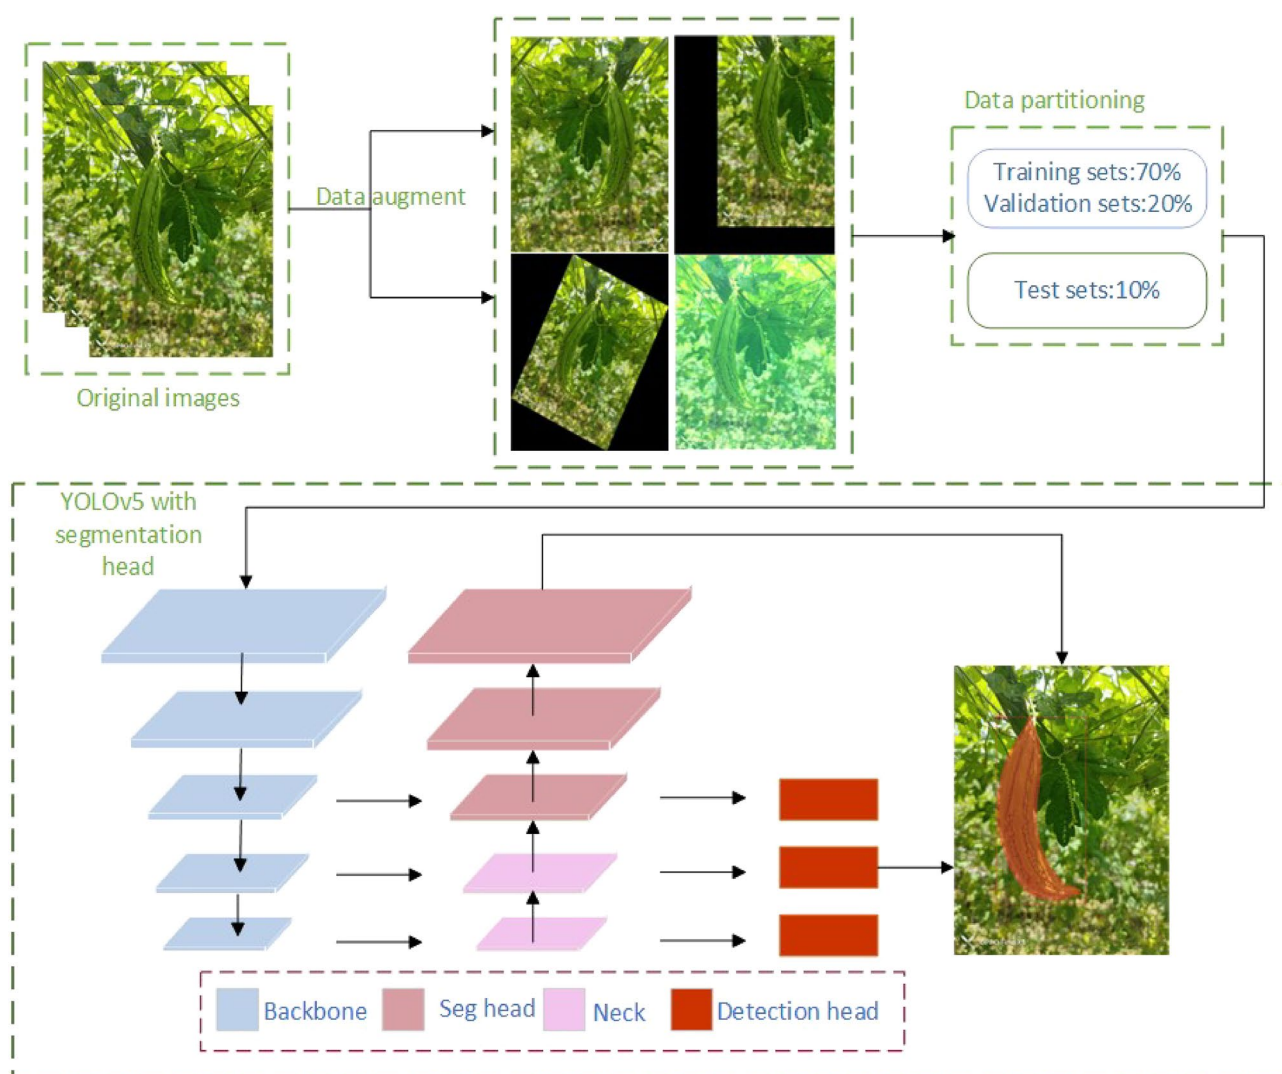 Data partitioning
Training sets:70%
Validation sets:20%
Data augment
Test sets:10%
Original images
YOLOv5 with
segmentation
head
Backbone
Seg head
Neck
Detection head